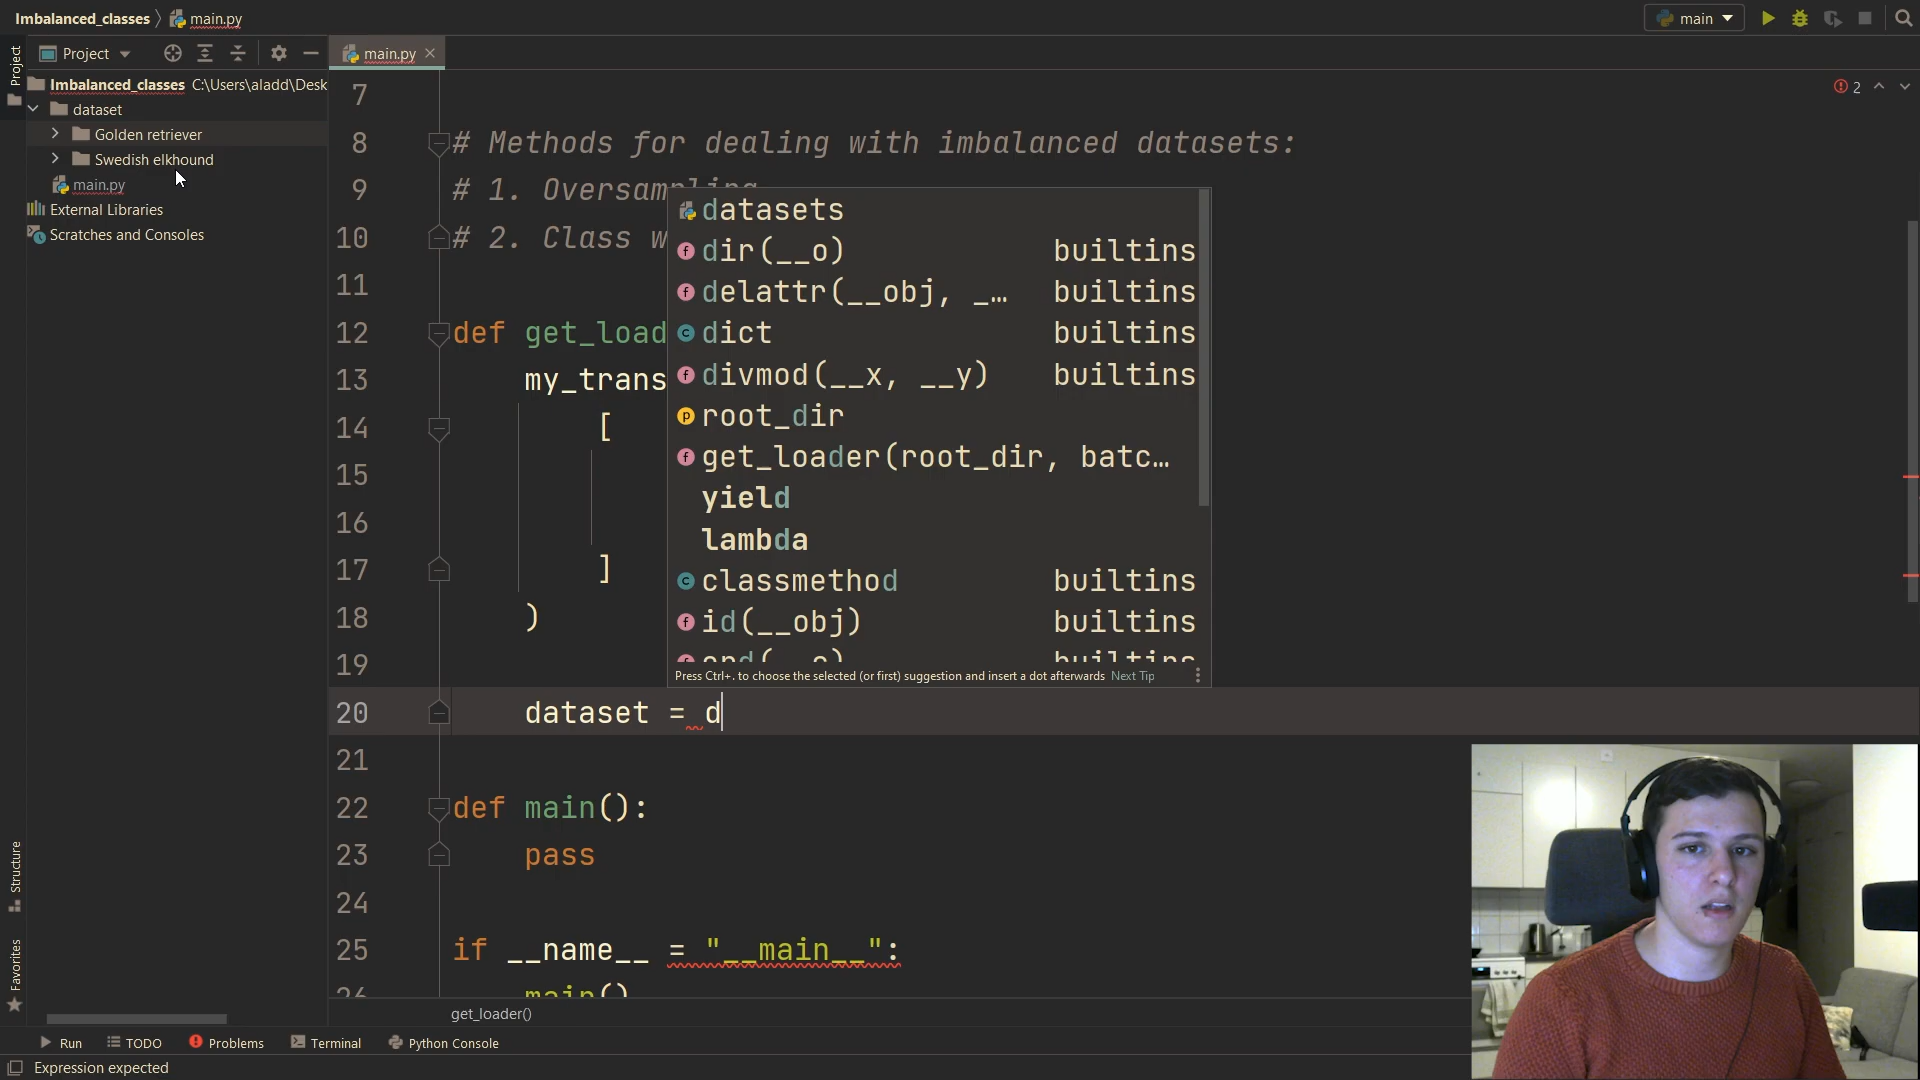 Imbalanced_classes main.py
main
Project
Project
main.py
Imbalanced_classes C:\Users\aladd\Desk
dataset
Golden retriever
Swedish elkhound
main.py
External Libraries
Scratches and Consoles
2
7
8 # Methods for dealing with imbalanced datasets:
9 # 1. Oversampling
10 # 2. Class w
11
12 def get_load
13 my_trans
14 [
15
16
17 ]
18 )
19
20 dataset = d
21
22 def main():
23 pass
24
25 if __name__ = "__main__":
26 main()
datasets
dir(__o) builtins
delattr(__obj, _… builtins
dict builtins
divmod(__x, __y) builtins
root_dir
get_loader(root_dir, batc…
yield
lambda
classmethod builtins
id(__obj) builtins
builtins
Press Ctrl+. to choose the selected (or first) suggestion and insert a dot afterwards Next Tip
get_loader()
Structure
Favorites
Run TODO Problems Terminal Python Console
Expression expected